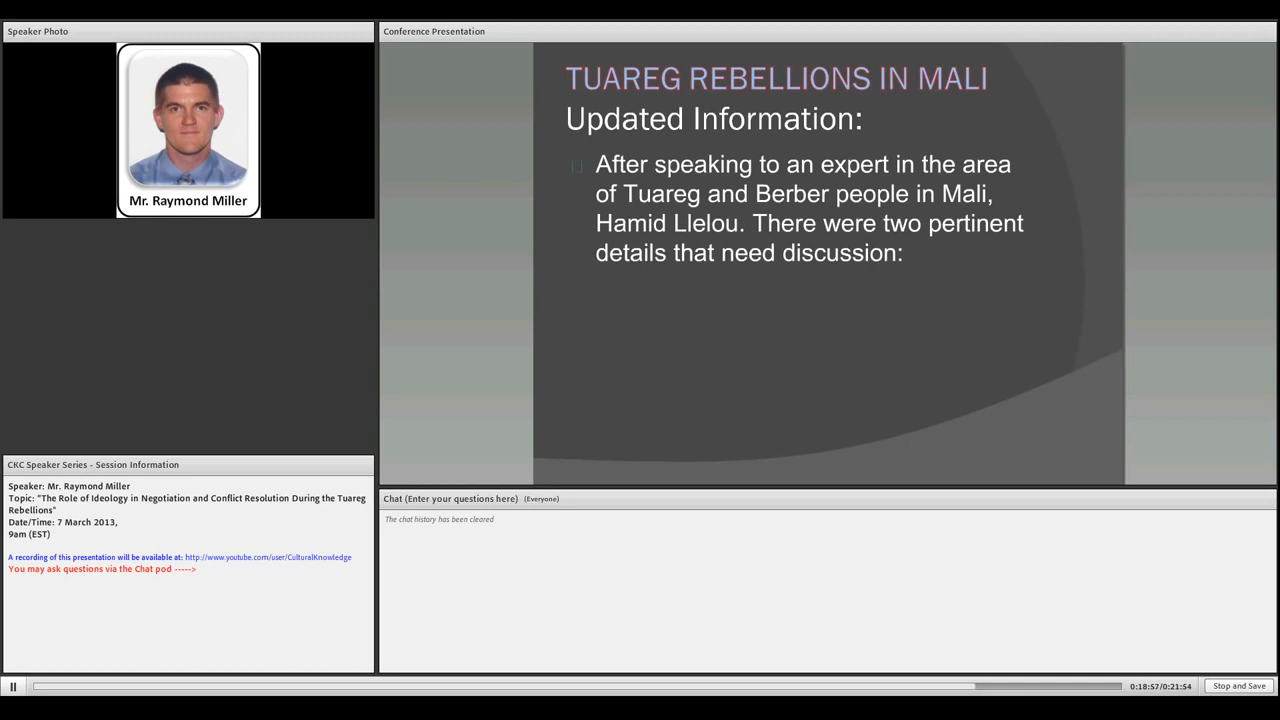 Speaker Photo
Mr. Raymond Miller
Conference Presentation
TUAREG REBELLIONS IN MALI
Updated Information:
After speaking to an expert in the area
of Tuareg and Berber people in Mali,
Hamid Llelou. There were two pertinent
details that need discussion:
CKC Speaker Series - Session Information
Speaker: Mr. Raymond Miller
Topic: "The Role of Ideology in Negotiation and Conflict Resolution During the Tuareg
Rebellions"
Date/Time: 7 March 2013,
9am (EST)
A recording of this presentation will be available at: http://www.youtube.com/user/CulturalKnowledge
You may ask questions via the Chat pod ----->
Chat (Enter your questions here) (Everyone)
The chat history has been cleared
0:18:57/0:21:54
Stop and Save